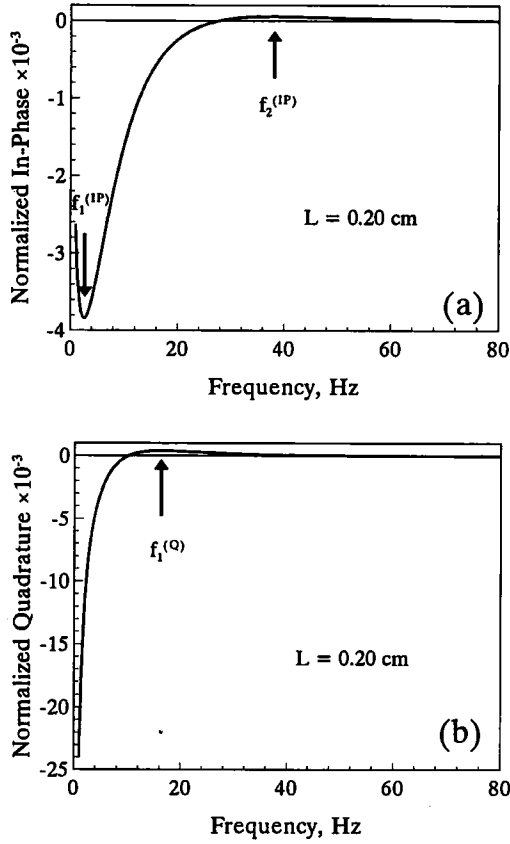 Normalized In-Phase ×10⁻³
0
-1
-2
-3
-4
f₁⁽ᴵᴾ⁾
f₂⁽ᴵᴾ⁾
L = 0.20 cm
(a)
0 20 40 60 80
Frequency, Hz
Normalized Quadrature ×10⁻³
0
-5
-10
-15
-20
-25
f₁^(Q)
L = 0.20 cm
(b)
0 20 40 60 80
Frequency, Hz